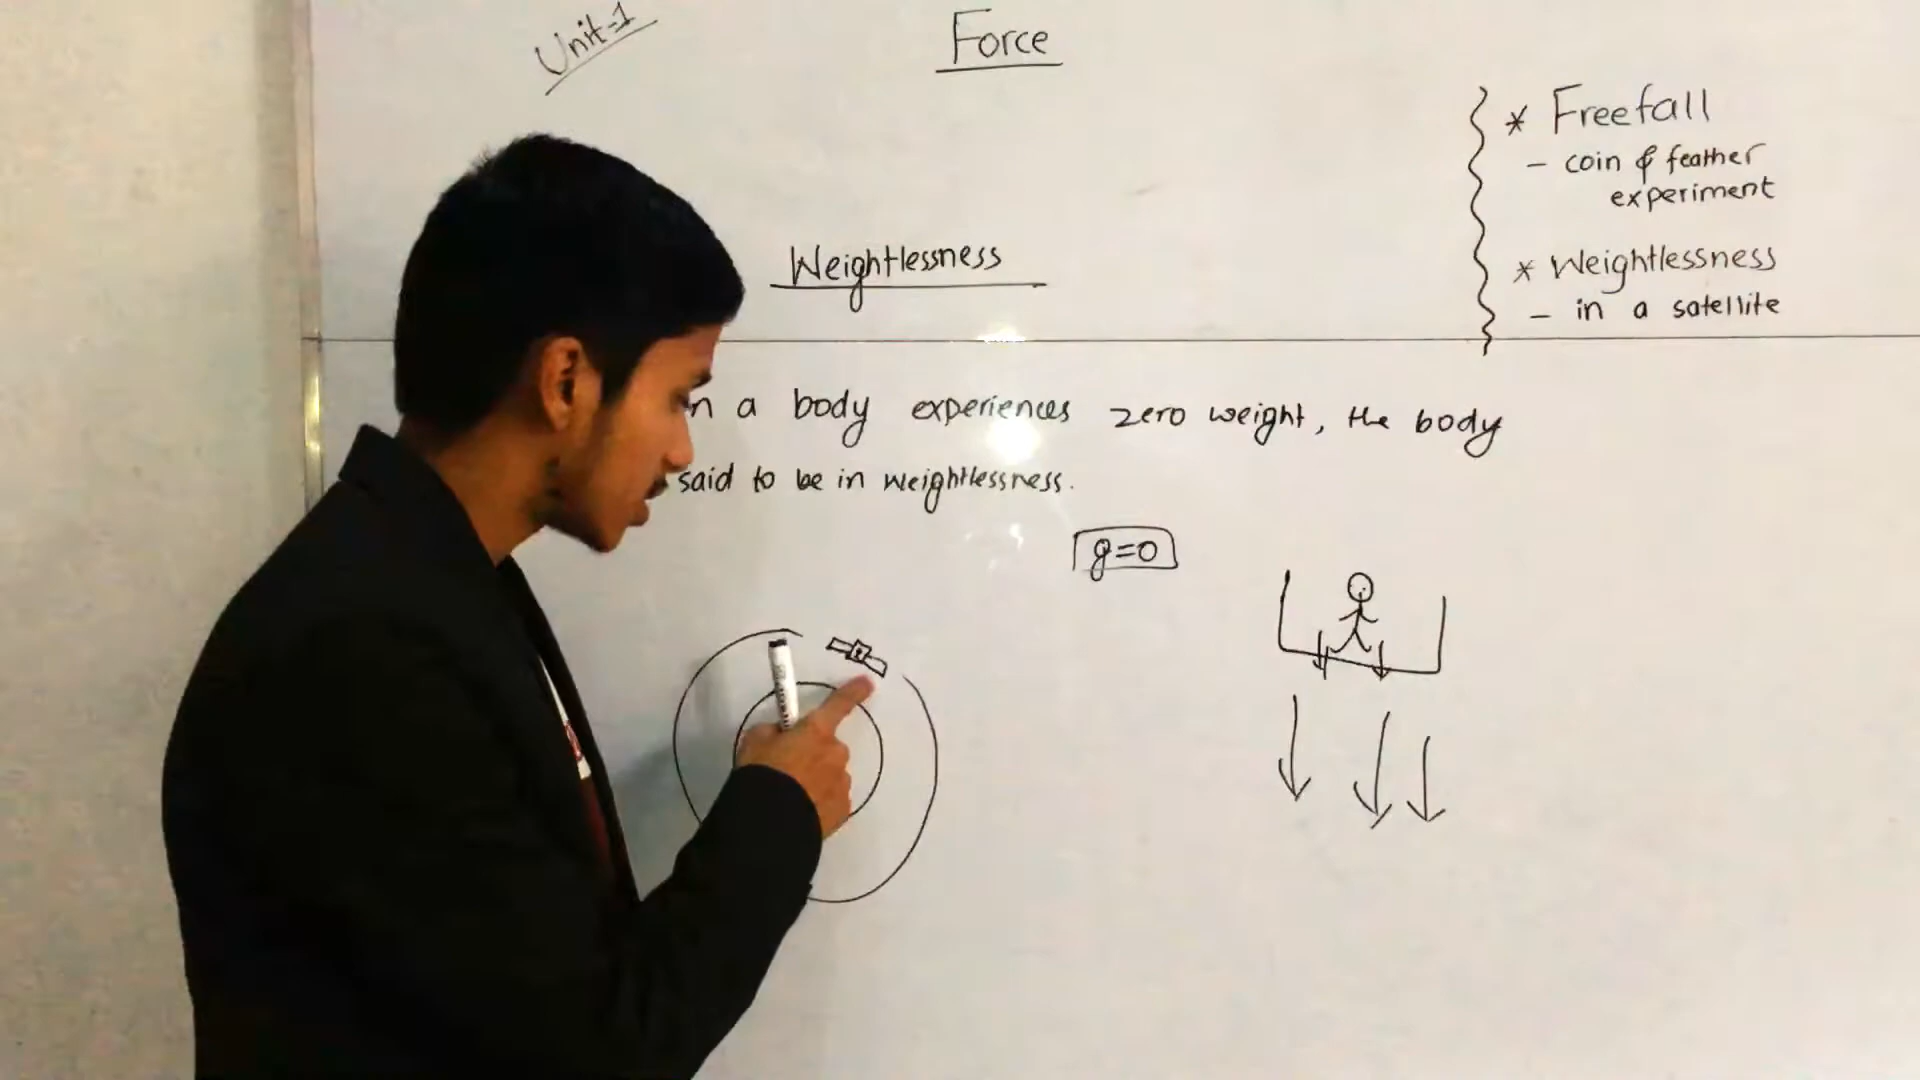 Unit-1
Force
* Freefall
- coin & feather
experiment
* Weightlessness
- in a satellite
Weightlessness
n a body experiences zero weight, the body
said to be in weightlessness.
g=0